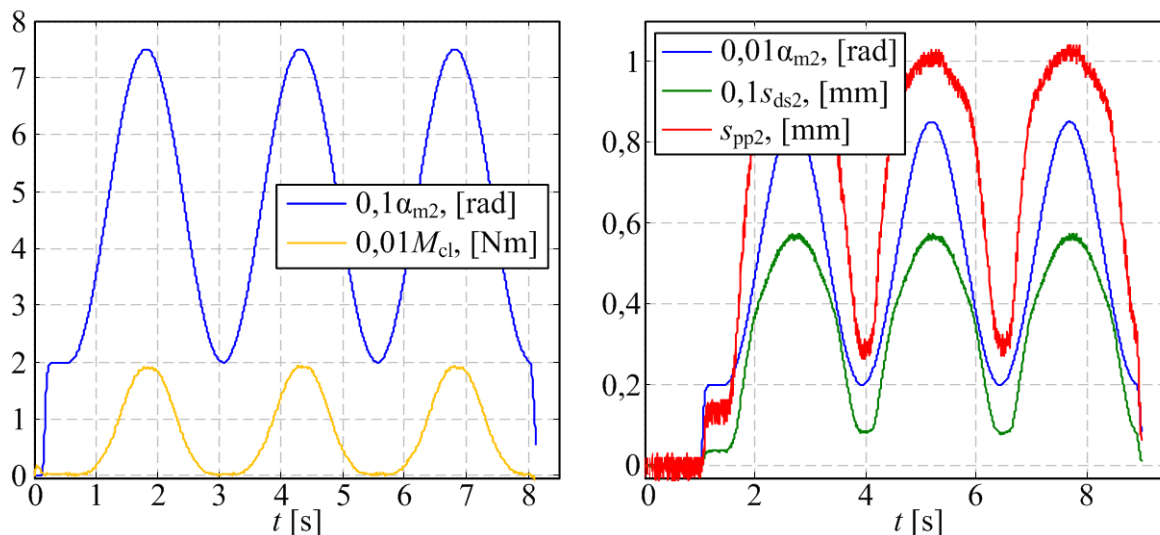 8
7
6
5
4
3
2
1
0
0,1αm2, [rad]
0,01Mcl, [Nm]
0 1 2 3 4 5 6 7 8
t [s]
1
0,8
0,6
0,4
0,2
0
0,01αm2, [rad]
0,1sds2, [mm]
spp2, [mm]
0 2 4 6 8
t [s]